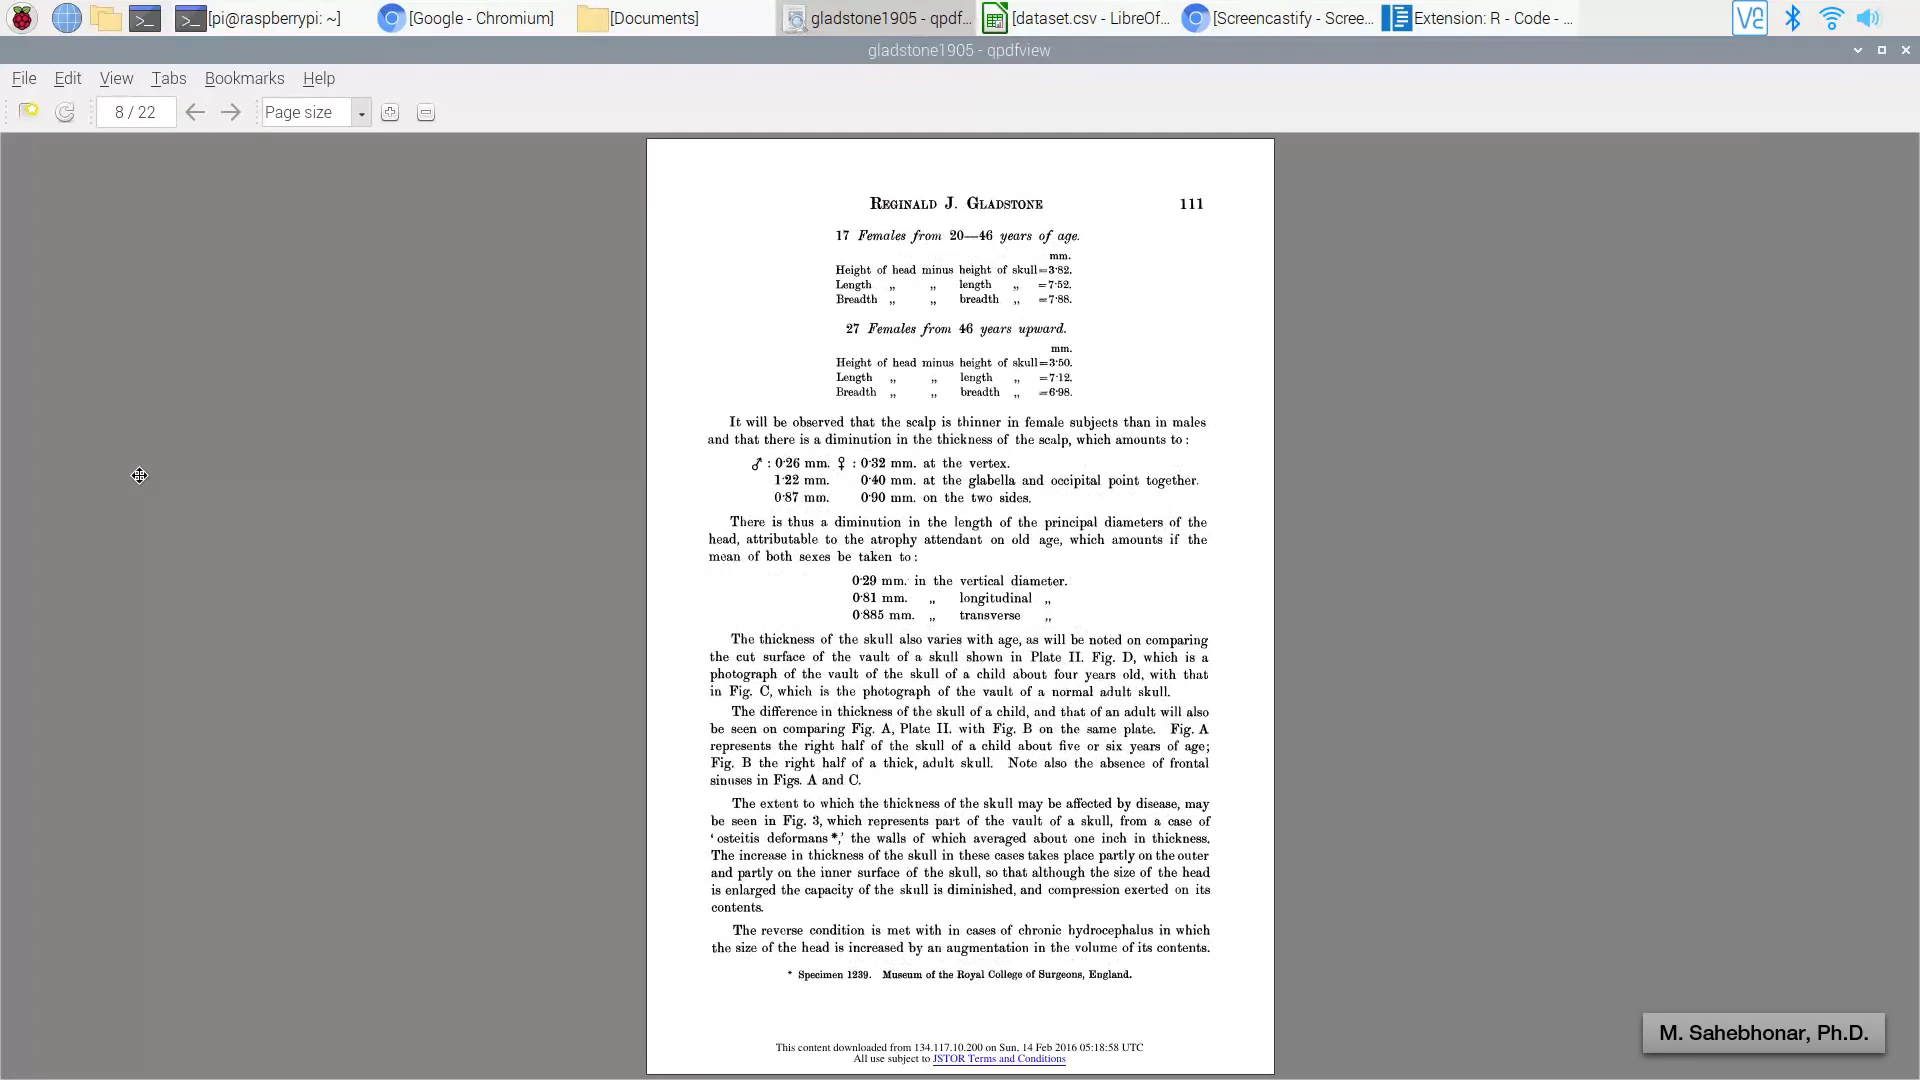 [pi@raspberrypi: ~]
[Google - Chromium]
[Documents]
gladstone1905 - qpdf...
[dataset.csv - LibreOf...
[Screencastify - Scree...
Extension: R - Code - ...
gladstone1905 - qpdfview
File Edit View Tabs Bookmarks Help
8 / 22
Page size
REGINALD J. GLADSTONE 111
17 Females from 20—46 years of age.
mm.
Height of head minus height of skull=3·82.
Length ,, ,, length ,, =7·52.
Breadth ,, ,, breadth ,, =7·88.
27 Females from 46 years upward.
mm.
Height of head minus height of skull=3·50.
Length ,, ,, length ,, =7·12.
Breadth ,, ,, breadth ,, =6·98.
It will be observed that the scalp is thinner in female subjects than in males
and that there is a diminution in the thickness of the scalp, which amounts to :
♂ : 0·26 mm. ♀ : 0·32 mm. at the vertex.
1·22 mm. 0·40 mm. at the glabella and occipital point together.
0·87 mm. 0·90 mm. on the two sides.
There is thus a diminution in the length of the principal diameters of the
head, attributable to the atrophy attendant on old age, which amounts if the
mean of both sexes be taken to :
0·29 mm. in the vertical diameter.
0·81 mm. ,, longitudinal ,,
0·885 mm. ,, transverse ,,
The thickness of the skull also varies with age, as will be noted on comparing
the cut surface of the vault of a skull shown in Plate II. Fig. D, which is a
photograph of the vault of the skull of a child about four years old, with that
in Fig. C, which is the photograph of the vault of a normal adult skull.
The difference in thickness of the skull of a child, and that of an adult will also
be seen on comparing Fig. A, Plate II. with Fig. B on the same plate. Fig. A
represents the right half of the skull of a child about five or six years of age;
Fig. B the right half of a thick, adult skull. Note also the absence of frontal
sinuses in Figs. A and C.
The extent to which the thickness of the skull may be affected by disease, may
be seen in Fig. 3, which represents part of the vault of a skull, from a case of
‘osteitis deformans*,’ the walls of which averaged about one inch in thickness.
The increase in thickness of the skull in these cases takes place partly on the outer
and partly on the inner surface of the skull, so that although the size of the head
is enlarged the capacity of the skull is diminished, and compression exerted on its
contents.
The reverse condition is met with in cases of chronic hydrocephalus in which
the size of the head is increased by an augmentation in the volume of its contents.
* Specimen 1239. Museum of the Royal College of Surgeons, England.
This content downloaded from 134.117.10.200 on Sun, 14 Feb 2016 05:18:58 UTC
All use subject to JSTOR Terms and Conditions
M. Sahebhonar, Ph.D.